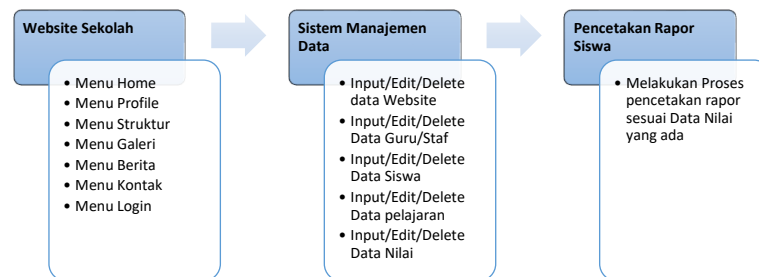 Website Sekolah
• Menu Home
• Menu Profile
• Menu Struktur
• Menu Galeri
• Menu Berita
• Menu Kontak
• Menu Login
Sistem Manajemen
Data
• Input/Edit/Delete
data Website
• Input/Edit/Delete
Data Guru/Staf
• Input/Edit/Delete
Data Siswa
• Input/Edit/Delete
Data pelajaran
• Input/Edit/Delete
Data Nilai
Pencetakan Rapor
Siswa
• Melakukan Proses
pencetakan rapor
sesuai Data Nilai
yang ada